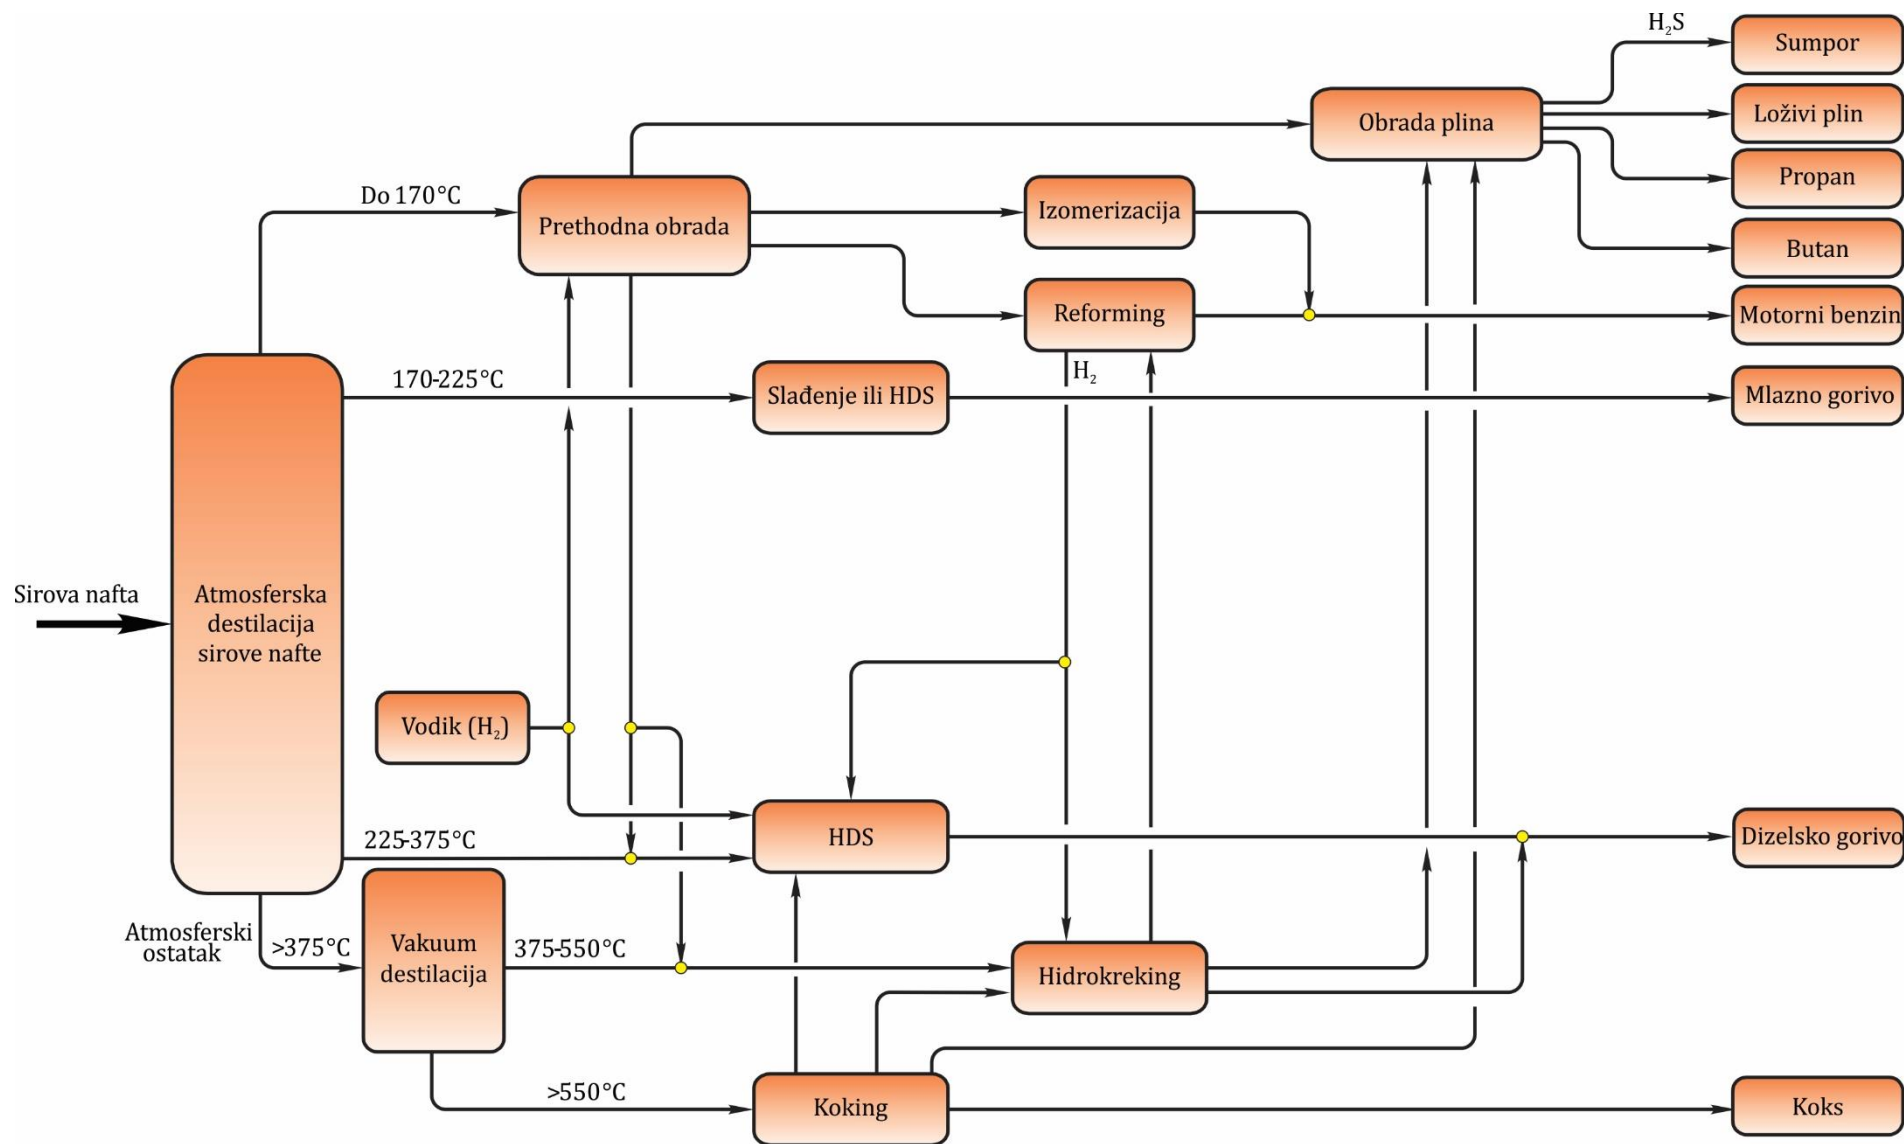 H₂S
Sumpor
Loživi plin
Obrada plina
Propan
Do 170°C
Prethodna obrada
Izomerizacija
Butan
Reforming
Motorni benzin
H₂
170-225°C
Slađenje ili HDS
Mlazno gorivo
Sirova nafta
Atmosferska
destilacija
sirove nafte
Vodik (H₂)
225-375°C
HDS
Dizelsko gorivo
Atmosferski
ostatak
>375°C
Vakuum
destilacija
375-550°C
Hidrokreking
>550°C
Koking
Koks